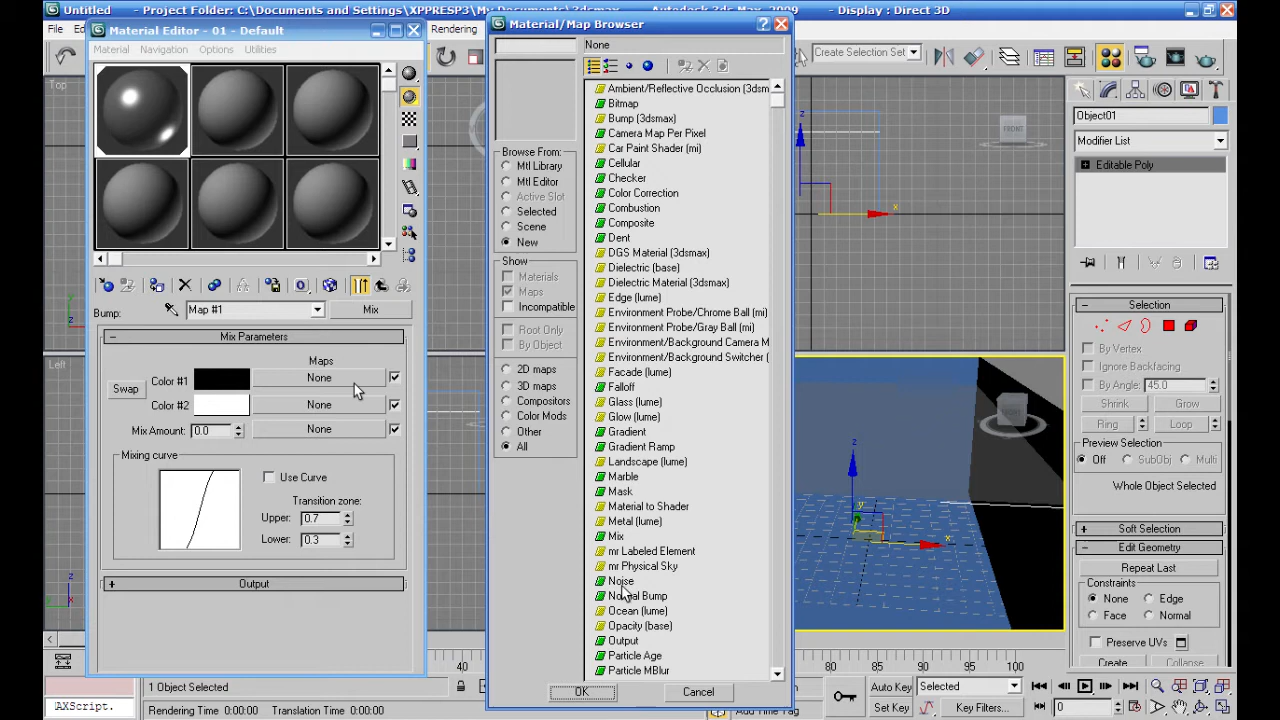 Untitled - Project Folder: C:\Documents and Settings\XPPRESP3\My
Autodesk 3ds Max 2009
- Display : Direct 3D
Material Editor - 01 - Default
Material Navigation Options Utilities
Rendering
Create Selection Set
Bump:
Map #1
Mix
Mix Parameters
Maps
Swap
Color #1
None
Color #2
None
Mix Amount: 0.0
None
Mixing curve
Use Curve
Transition zone:
Upper: 0.7
Lower: 0.3
Output
Material/Map Browser
None
Browse From:
Mtl Library
Mtl Editor
Active Slot
Selected
Scene
New
Show
Materials
Maps
Incompatible
Root Only
By Object
2D maps
3D maps
Compositors
Color Mods
Other
All
Ambient/Reflective Occlusion (3dsm
Bitmap
Bump (3dsmax)
Camera Map Per Pixel
Car Paint Shader (mi)
Cellular
Checker
Color Correction
Combustion
Composite
Dent
DGS Material (3dsmax)
Dielectric (base)
Dielectric Material (3dsmax)
Edge (lume)
Environment Probe/Chrome Ball (mi)
Environment Probe/Gray Ball (mi)
Environment/Background Camera M
Environment/Background Switcher (
Facade (lume)
Falloff
Glass (lume)
Glow (lume)
Gradient
Gradient Ramp
Landscape (lume)
Marble
Mask
Material to Shader
Metal (lume)
Mix
mr Labeled Element
mr Physical Sky
Noise
Normal Bump
Ocean (lume)
Opacity (base)
Output
Particle Age
Particle MBlur
OK
Cancel
Top
Left
FRONT
z
x
z
y
x
Object01
Modifier List
Editable Poly
Selection
By Vertex
Ignore Backfacing
By Angle: 45.0
Shrink
Grow
Ring
Loop
Preview Selection
Off SubObj Multi
Whole Object Selected
Soft Selection
Edit Geometry
Repeat Last
Constraints
None Edge
Face Normal
Preserve UVs
Create
Collapse
40
80 85 90 95 100
1 Object Selected
AXScript.
Rendering Time 0:00:00 Translation Time 0:00:00
Add Time Tag
Auto Key
Selected
Set Key
Key Filters...
0